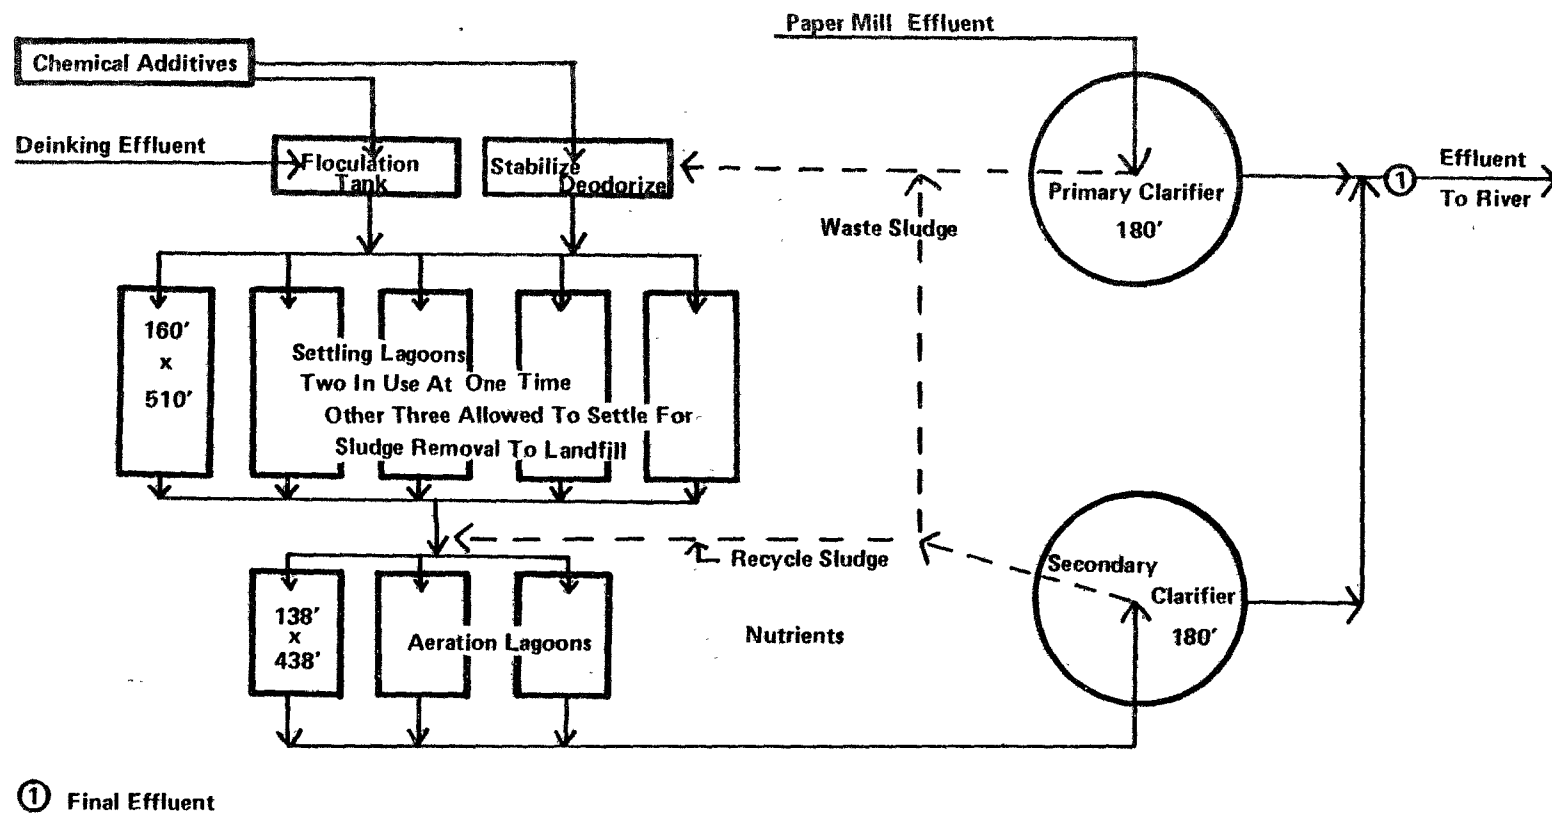 Paper Mill Effluent
Chemical Additives
Deinking Effluent
Floculation
Tank
Stabilize
Deodorize
Primary Clarifier
180'
1
Effluent
To River
Waste Sludge
160'
x
510'
Settling Lagoons
Two In Use At One Time
Other Three Allowed To Settle For
Sludge Removal To Landfill
Recycle Sludge
138'
x
438'
Aeration Lagoons
Nutrients
Secondary
Clarifier
180'
1 Final Effluent